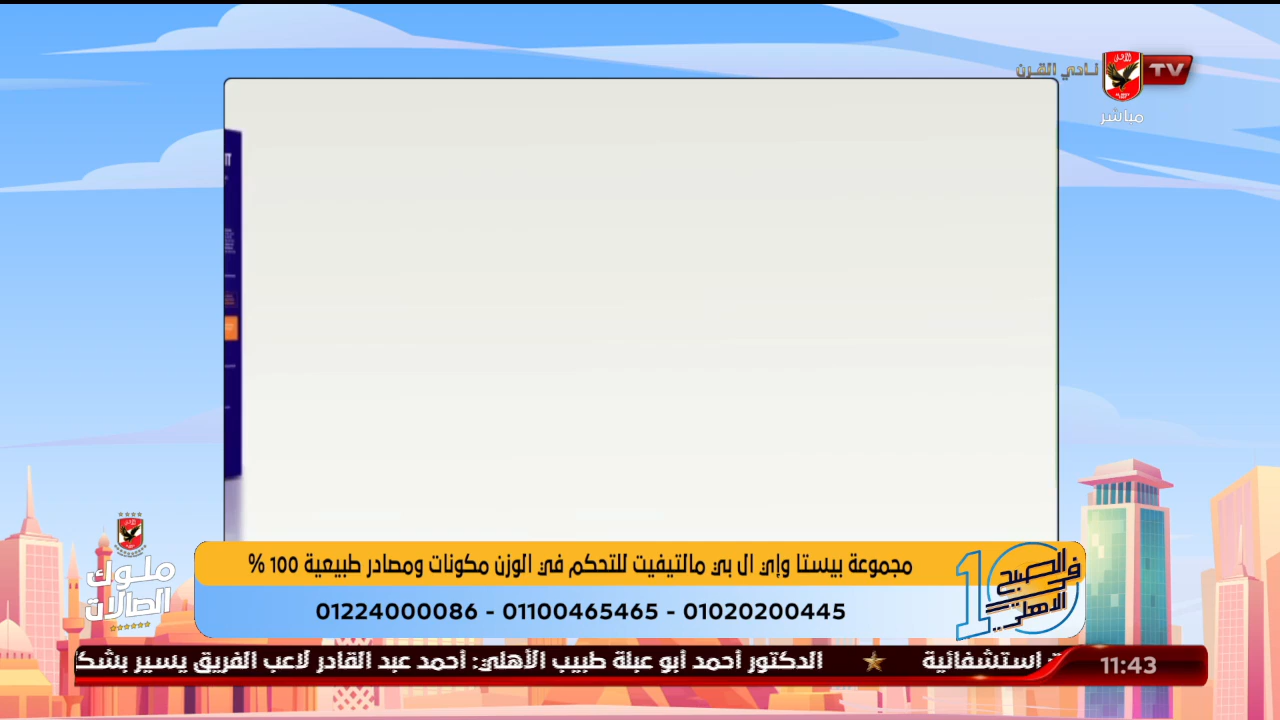 نادي القرن
TV
مباشر
مجموعة بيستا وإي ال بي مالتيفيت للتحكم في الوزن مكونات ومصادر طبيعية 100 %
01224000086 - 01100465465 - 01020200445
10
الصبح
في
الاهلي..
ملوك
الصالات
استشفائية ★ الدكتور أحمد أبو عبلة طبيب الأهلي: أحمد عبد القادر لاعب الفريق يسير بشك
11:43